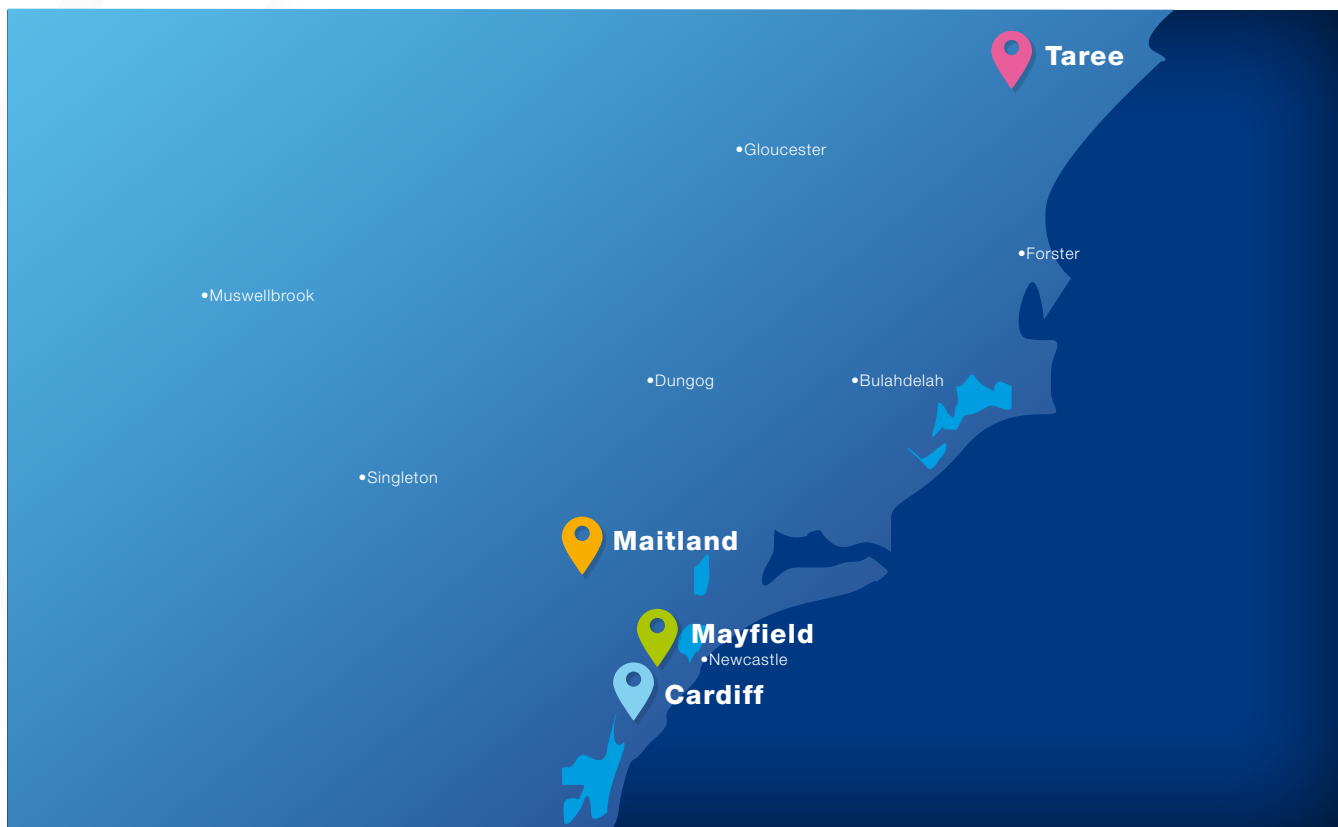 Taree
•Gloucester
•Forster
•Muswellbrook
•Dungog
•Bulahdelah
•Singleton
Maitland
Mayfield
•Newcastle
Cardiff